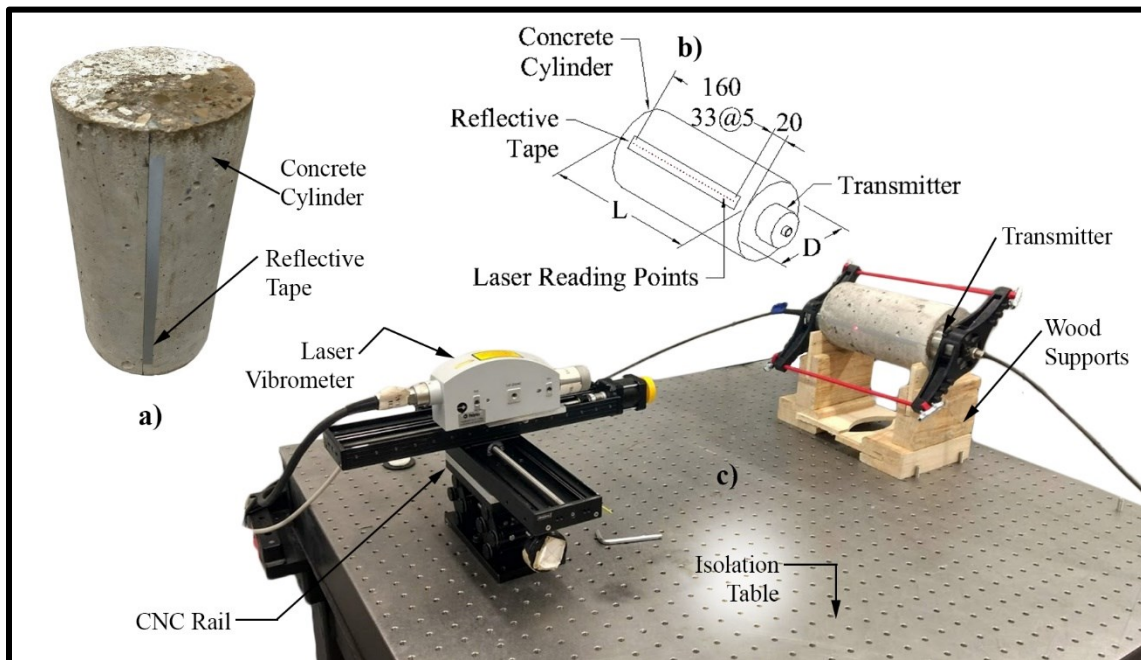 Concrete
Cylinder
Reflective
Tape
a)
b)
Concrete
Cylinder
160
33@5
20
Reflective
Tape
Transmitter
L
D
Laser Reading Points
Transmitter
Wood
Supports
Laser
Vibrometer
c)
Isolation
Table
CNC Rail